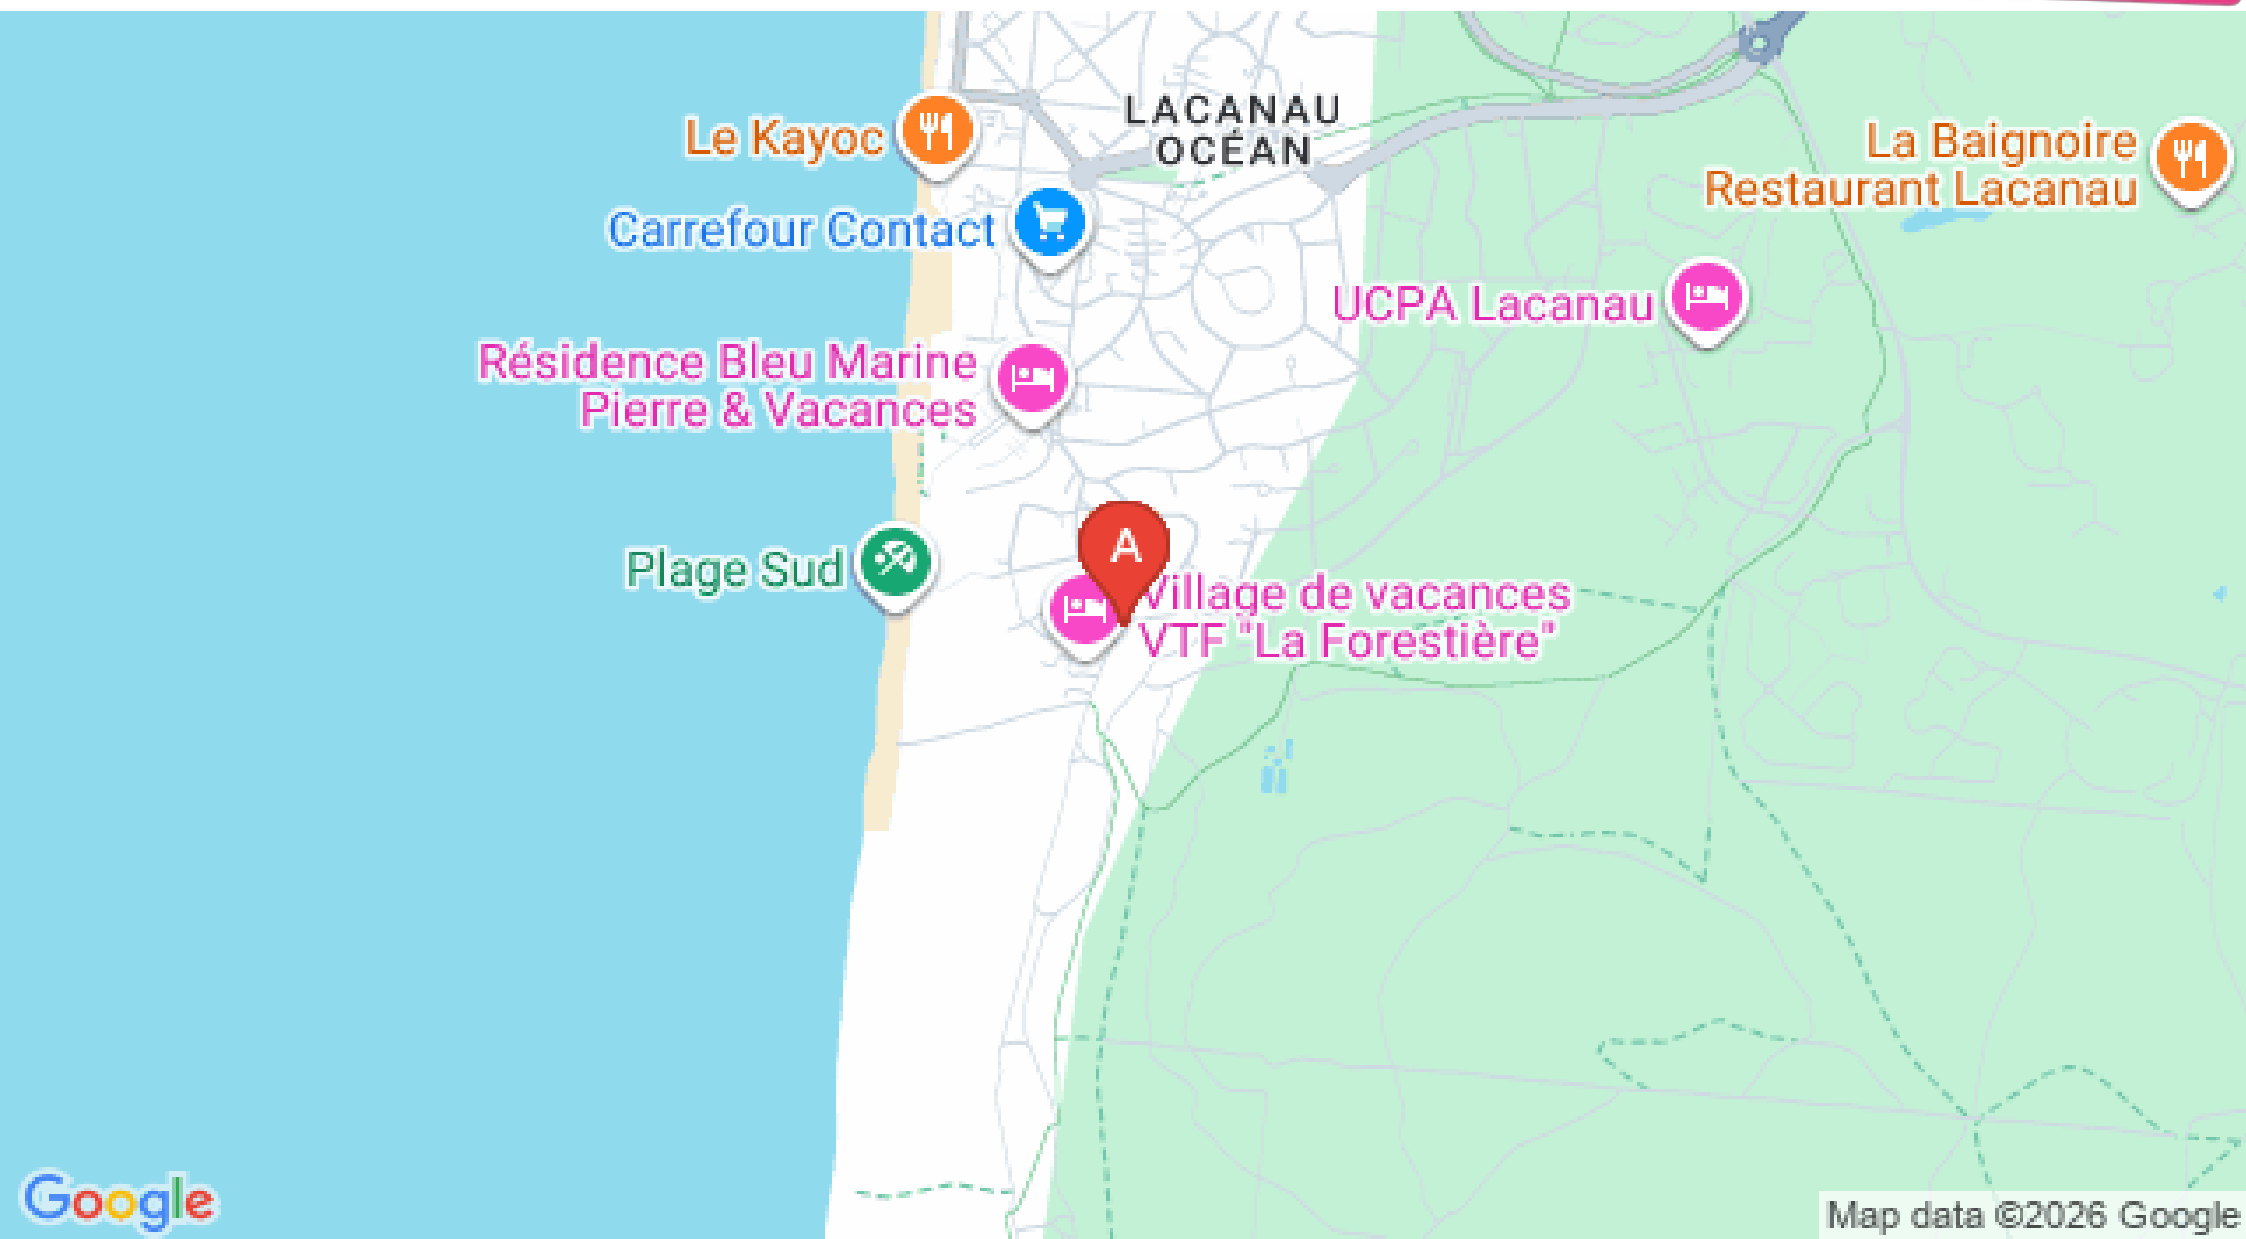 LACANAU
OCÉAN
Le Kayoc
La Baignoire
Restaurant Lacanau
Carrefour Contact
UCPA Lacanau
Résidence Bleu Marine
Pierre & Vacances
A
Plage Sud
Village de vacances
VTF "La Forestière"
Google
Map data ©2026 Google